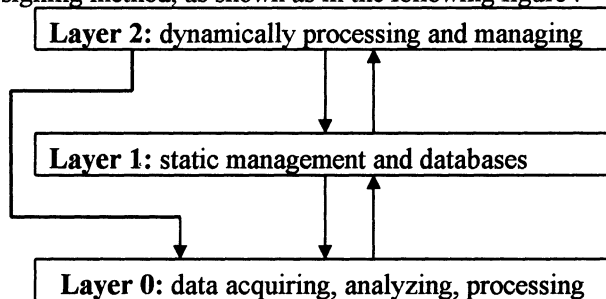 signing method, as shown as in the following figure :
Layer 2: dynamically processing and managing
Layer 1: static management and databases
Layer 0: data acquiring, analyzing, processing